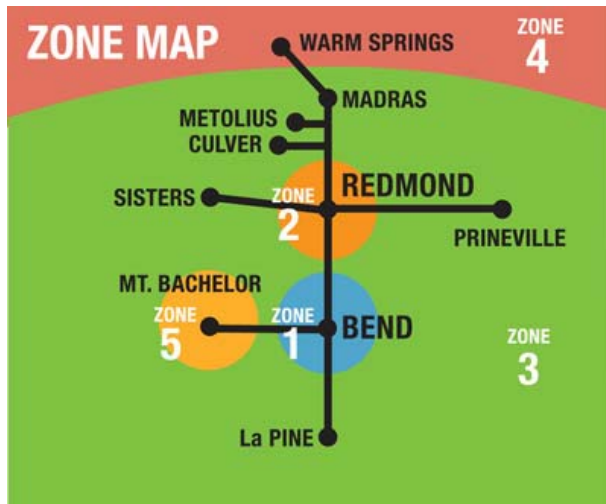 ZONE MAP
ZONE
4
WARM SPRINGS
MADRAS
METOLIUS
CULVER
REDMOND
ZONE
2
SISTERS
PRINEVILLE
MT. BACHELOR
ZONE
5
ZONE
1
BEND
ZONE
3
La PINE